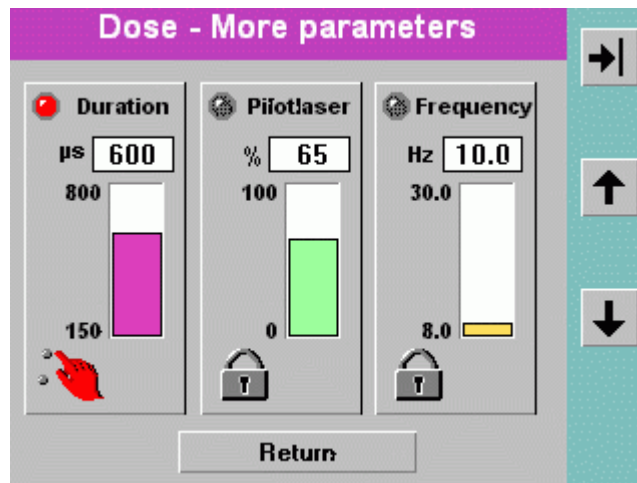 Dose - More parameters
Duration
µs 600
800
150
Pilotlaser
% 65
100
0
Frequency
Hz 10.0
30.0
8.0
Return